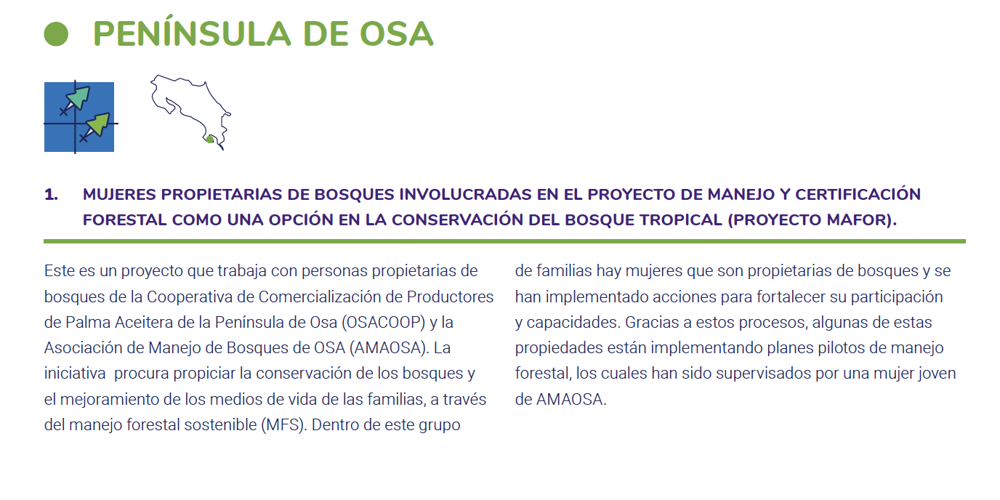 PENÍNSULA DE OSA
1. MUJERES PROPIETARIAS DE BOSQUES INVOLUCRADAS EN EL PROYECTO DE MANEJO Y CERTIFICACIÓN
FORESTAL COMO UNA OPCIÓN EN LA CONSERVACIÓN DEL BOSQUE TROPICAL (PROYECTO MAFOR).
Este es un proyecto que trabaja con personas propietarias de
bosques de la Cooperativa de Comercialización de Productores
de Palma Aceitera de la Península de Osa (OSACOOP) y la
Asociación de Manejo de Bosques de OSA (AMAOSA). La
iniciativa  procura propiciar la conservación de los bosques y
el mejoramiento de los medios de vida de las familias, a través
del manejo forestal sostenible (MFS). Dentro de este grupo
de familias hay mujeres que son propietarias de bosques y se
han implementado acciones para fortalecer su participación
y capacidades. Gracias a estos procesos, algunas de estas
propiedades están implementando planes pilotos de manejo
forestal, los cuales han sido supervisados por una mujer joven
de AMAOSA.